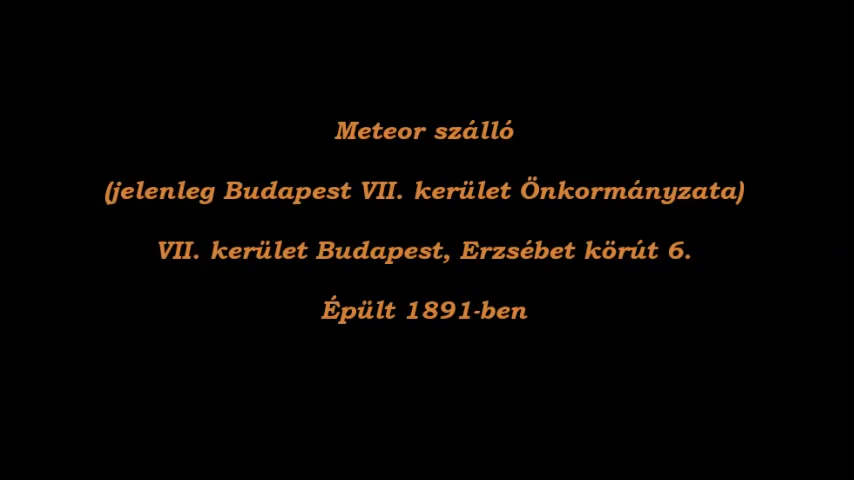 Meteor szálló
(jelenleg Budapest VII. kerület Önkormányzata)
VII. kerület Budapest, Erzsébet körút 6.
Épült 1891-ben